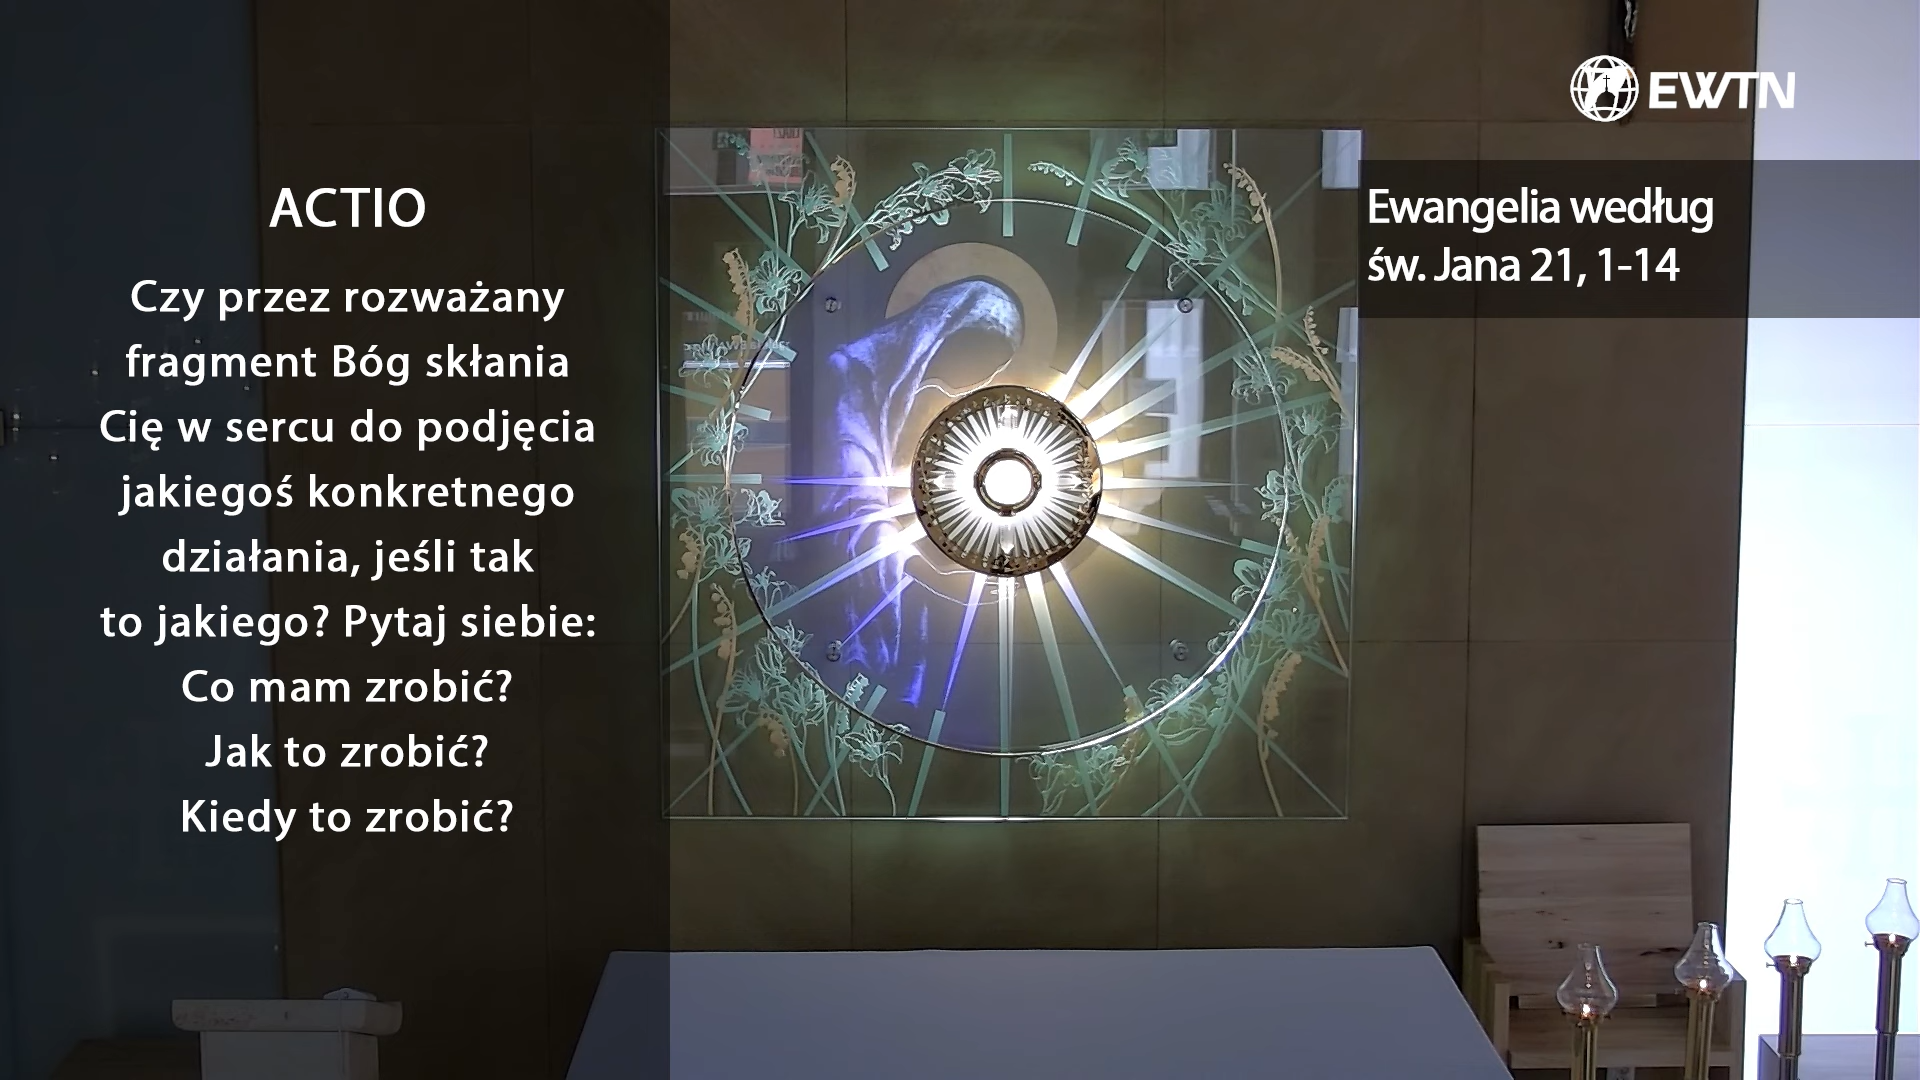 ACTIO
Czy przez rozważany
fragment Bóg skłania
Cię w sercu do podjęcia
jakiegoś konkretnego
działania, jeśli tak
to jakiego? Pytaj siebie:
Co mam zrobić?
Jak to zrobić?
Kiedy to zrobić?
EWTN
Ewangelia według
św. Jana 21, 1-14